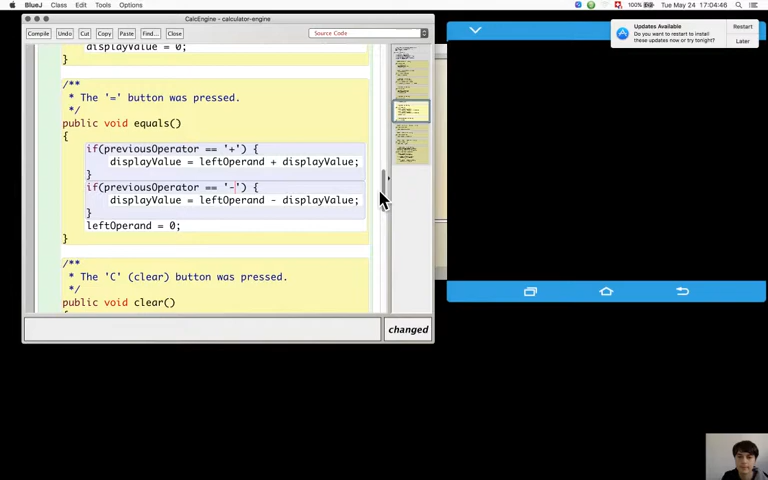 BlueJ Class Edit Tools Options
100% Tue May 24 17:04:46
CalcEngine - calculator-engine
Compile Undo Cut Copy Paste Find... Close
Source Code
displayValue = 0;
}
/**
* The '=' button was pressed.
*/
public void equals()
{
if(previousOperator == '+') {
displayValue = leftOperand + displayValue;
}
if(previousOperator == '-') {
displayValue = leftOperand - displayValue;
}
leftOperand = 0;
}
/**
* The 'C' (clear) button was pressed.
*/
public void clear()
changed
Updates Available
Do you want to restart to install
these updates now or try tonight?
Restart
Later